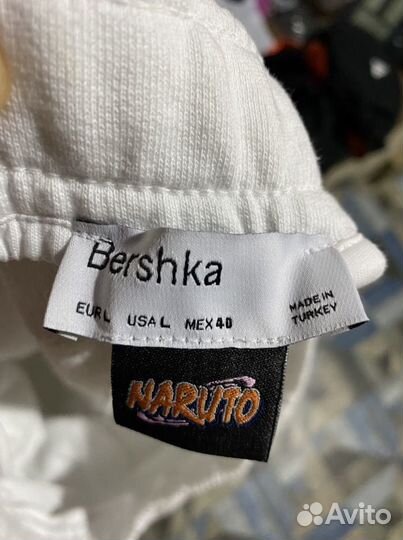 Bershka
EUR L USA L MEX 40
MADE IN
TURKEY
NARUTO
Avito